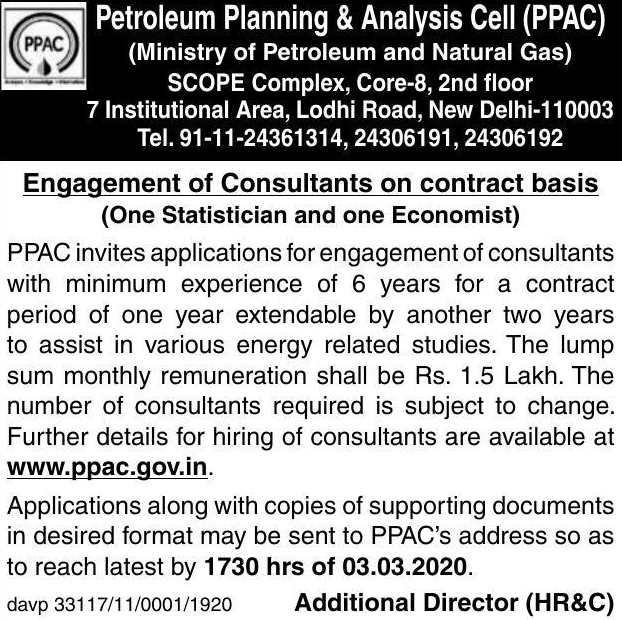 PPAC
Petroleum Planning & Analysis Cell (PPAC)
(Ministry of Petroleum and Natural Gas)
SCOPE Complex, Core-8, 2nd floor
7 Institutional Area, Lodhi Road, New Delhi-110003
Tel. 91-11-24361314, 24306191, 24306192
Engagement of Consultants on contract basis
(One Statistician and one Economist)
PPAC invites applications for engagement of consultants
with minimum experience of 6 years for a contract
period of one year extendable by another two years
to assist in various energy related studies. The lump
sum monthly remuneration shall be Rs. 1.5 Lakh. The
number of consultants required is subject to change.
Further details for hiring of consultants are available at
www.ppac.gov.in.
Applications along with copies of supporting documents
in desired format may be sent to PPAC's address so as
to reach latest by 1730 hrs of 03.03.2020.
davp 33117/11/0001/1920 Additional Director (HR&C)